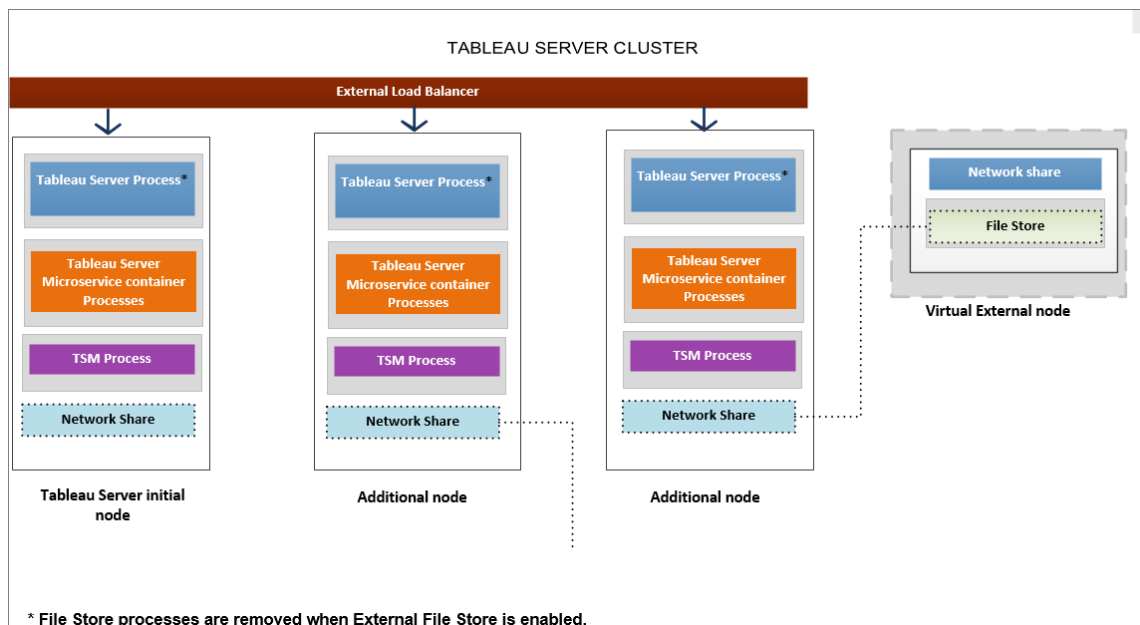 TABLEAU SERVER CLUSTER
External Load Balancer
Tableau Server Process*
Tableau Server
Microservice container
Processes
TSM Process
Network Share
Tableau Server initial
node
Tableau Server Process*
Tableau Server
Microservice container
Processes
TSM Process
Network Share
Additional node
Tableau Server Process*
Tableau Server
Microservice container
Processes
TSM Process
Network Share
Additional node
Network share
File Store
Virtual External node
* File Store processes are removed when External File Store is enabled.